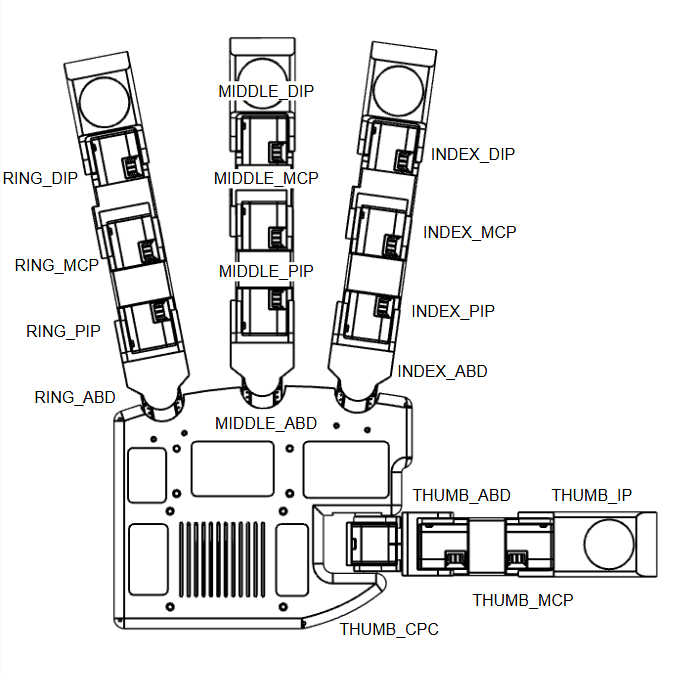 MIDDLE_DIP
INDEX_DIP
RING_DIP
MIDDLE_MCP
INDEX_MCP
RING_MCP
MIDDLE_PIP
INDEX_PIP
RING_PIP
INDEX_ABD
RING_ABD
MIDDLE_ABD
THUMB_ABD
THUMB_IP
THUMB_MCP
THUMB_CPC